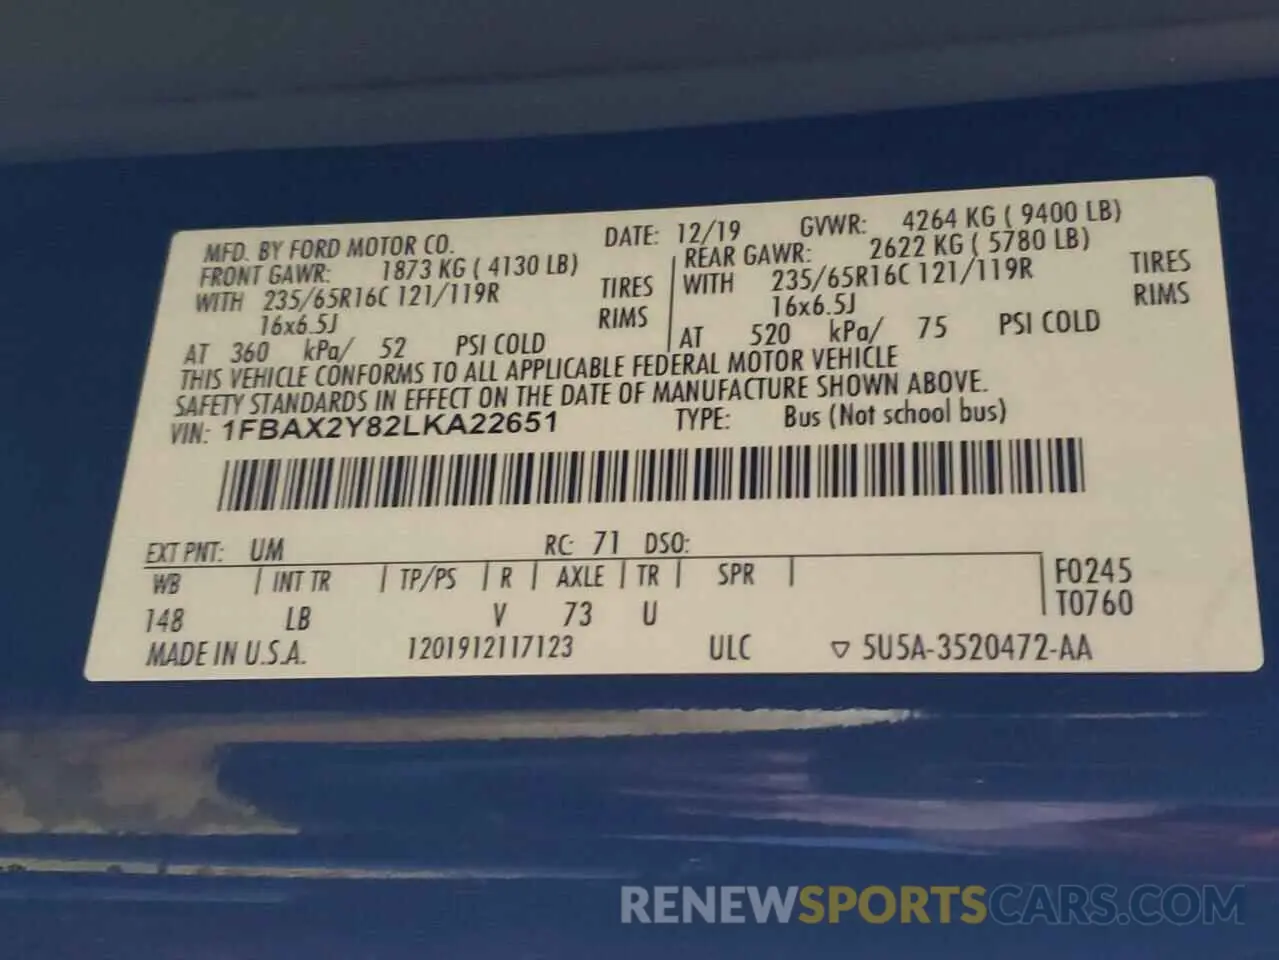 MFD. BY FORD MOTOR CO. DATE: 12/19 GVWR: 4264 KG ( 9400 LB)
FRONT GAWR: 1873 KG ( 4130 LB) REAR GAWR: 2622 KG ( 5780 LB)
WITH 235/65R16C 121/119R TIRES WITH 235/65R16C 121/119R TIRES
16x6.5J RIMS 16x6.5J RIMS
AT 360 kPa/ 52 PSI COLD AT 520 kPa/ 75 PSI COLD
THIS VEHICLE CONFORMS TO ALL APPLICABLE FEDERAL MOTOR VEHICLE
SAFETY STANDARDS IN EFFECT ON THE DATE OF MANUFACTURE SHOWN ABOVE.
VIN: 1FBAX2Y82LKA22651 TYPE: Bus (Not school bus)
EXT PNT: UM RC: 71 DSO:
WB INT TR TP/PS R AXLE TR SPR F0245
148 LB V 73 U T0760
MADE IN U.S.A. 1201912117123 ULC ▽ 5U5A-3520472-AA
RENEWSPORTSCARS.COM